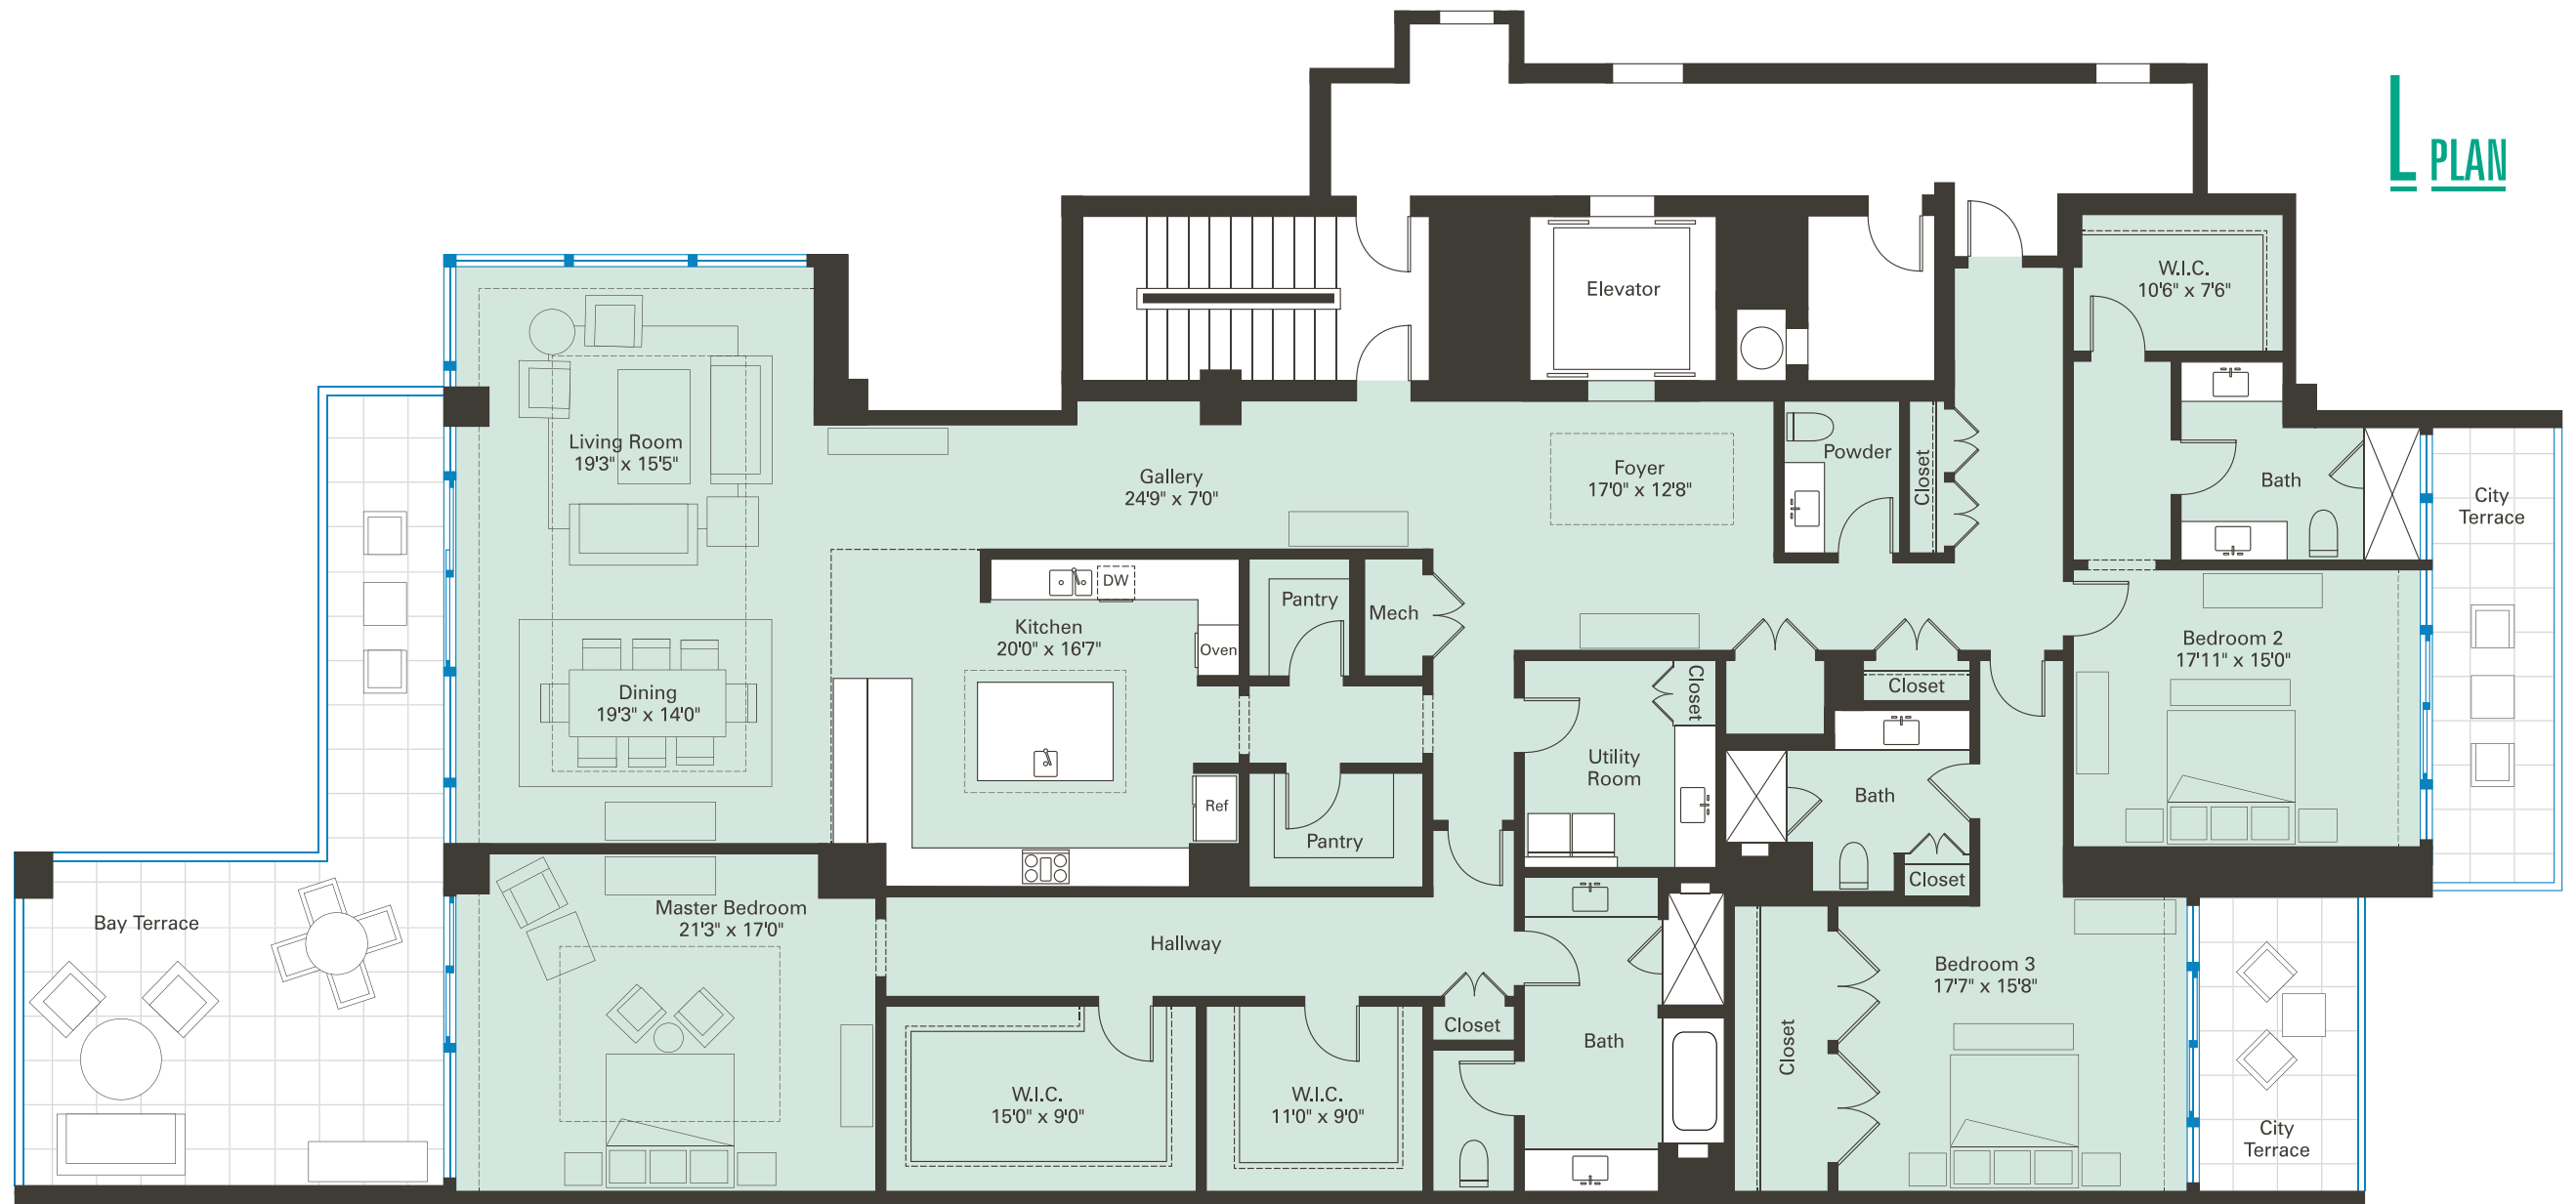 L PLAN
W.I.C.
10'6" x 7'6"
Elevator
Living Room
19'3" x 15'5"
Gallery
24'9" x 7'0"
Foyer
17'0" x 12'8"
Powder
Closet
Bath
City
Terrace
DW
Pantry
Mech
Kitchen
20'0" x 16'7"
Oven
Bedroom 2
17'11" x 15'0"
Dining
19'3" x 14'0"
Closet
Closet
Utility
Room
Bath
Ref
Pantry
Closet
Bay Terrace
Master Bedroom
21'3" x 17'0"
Hallway
Bedroom 3
17'7" x 15'8"
Closet
Bath
Closet
W.I.C.
15'0" x 9'0"
W.I.C.
11'0" x 9'0"
City
Terrace